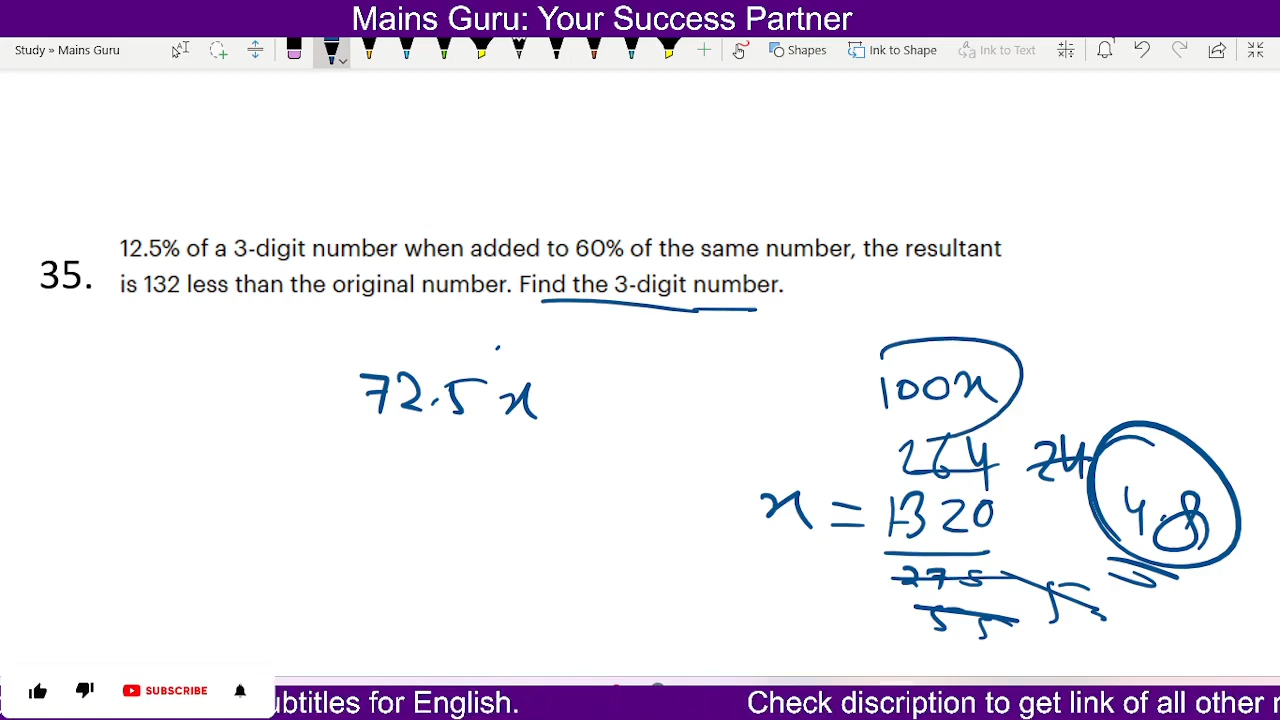 Mains Guru: Your Success Partner
Study » Mains Guru
Shapes
Ink to Shape
Ink to Text
35.
12.5% of a 3-digit number when added to 60% of the same number, the resultant
is 132 less than the original number. Find the 3-digit number.
72.5x
100x
264 24
x = 1320 4.8
275
55 5
SUBSCRIBE
ubtitles for English.
Check discription to get link of all other r